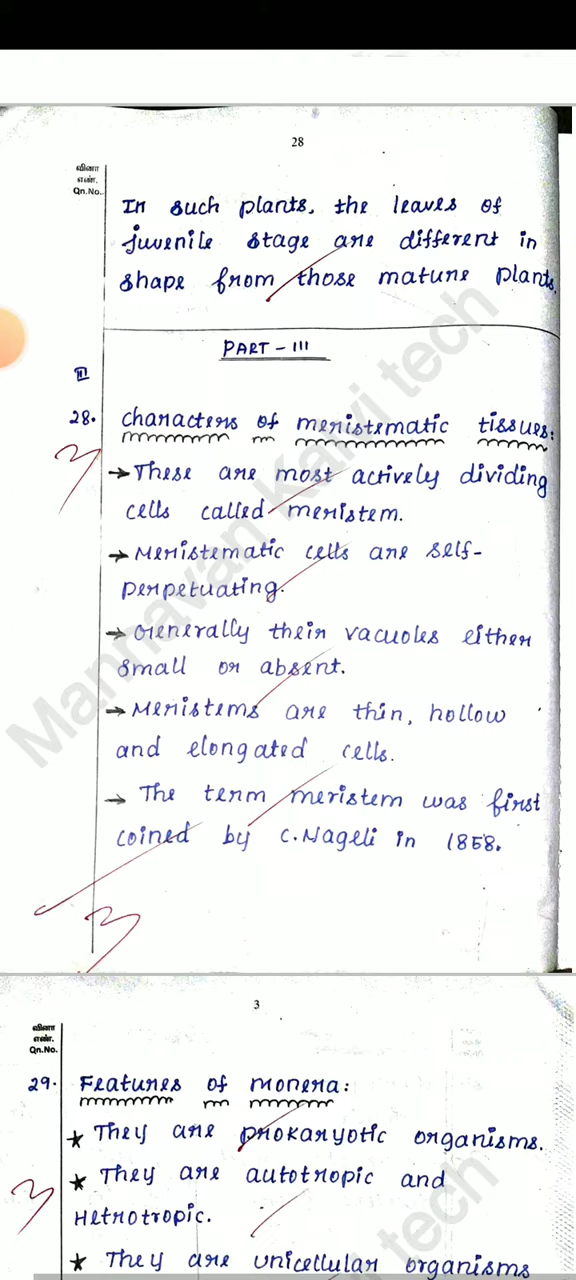 28
வினா
எண்.
Qn.No.
In such plants, the leaves of
juvenile stage are different in
shape from those mature plants.
PART - III
III
28. Characters of meristematic tissues:
3
→ These are most actively dividing
cells called meristem.
→ Meristematic cells are self-
perpetuating.
→ Generally their vacuoles either
small or absent.
→ Meristems are thin, hollow
and elongated cells.
→ The term meristem was first
coined by C.Nageli in 1858.
3
Mannavan Kalvi tech
3
வினா
எண்.
Qn.No.
29. Features of monera:
★ They are prokaryotic organisms.
★ They are autotropic and
3
Hetrotropic.
★ They are unicellular organisms